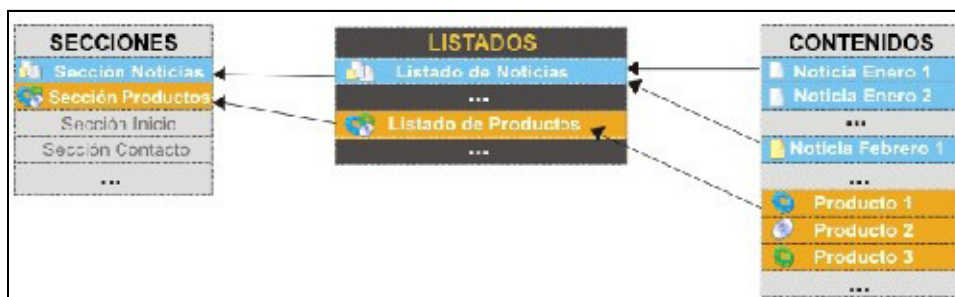 SECCIONES
Sección Noticias
Sección Productos
Sección Inicio
Sección Contacto
...
LISTADOS
Listado de Noticias
...
Listado de Productos
...
CONTENIDOS
Noticia Enero 1
Noticia Enero 2
...
Noticia Febrero 1
...
Producto 1
Producto 2
Producto 3
...